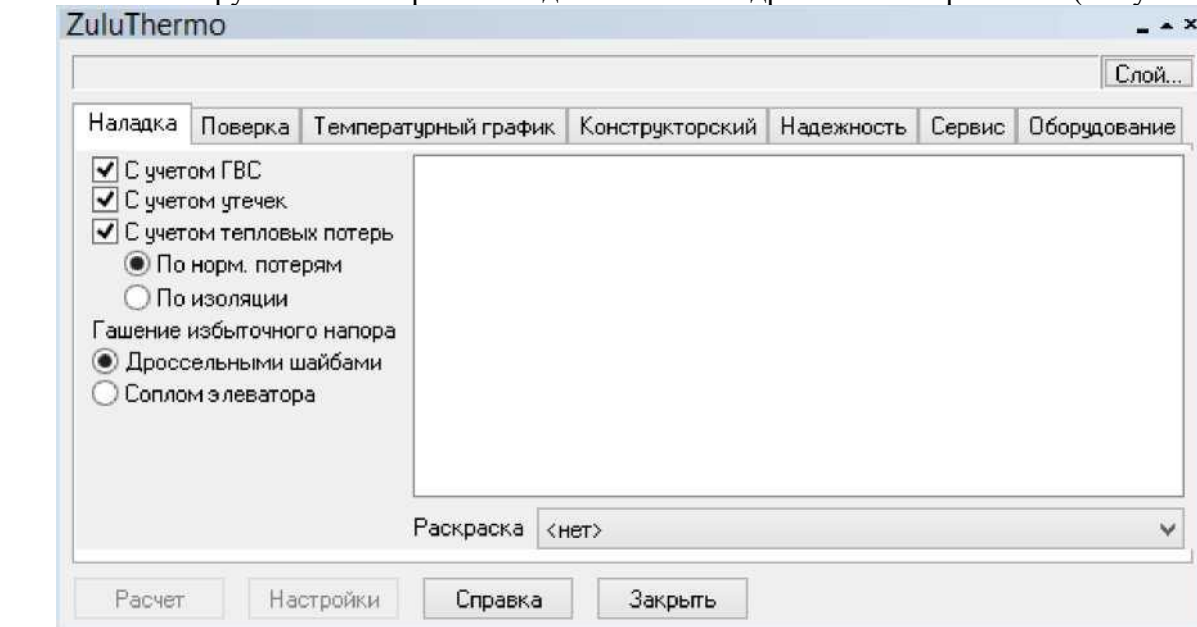 ZuluThermo
Слой...
Наладка Поверка Температурный график Конструкторский Надежность Сервис Оборудование
С учетом ГВС
С учетом утечек
С учетом тепловых потерь
По норм. потерям
По изоляции
Гашение избыточного напора
Дроссельными шайбами
Соплом элеватора
Раскраска <нет>
Расчет Настройки Справка Закрыть